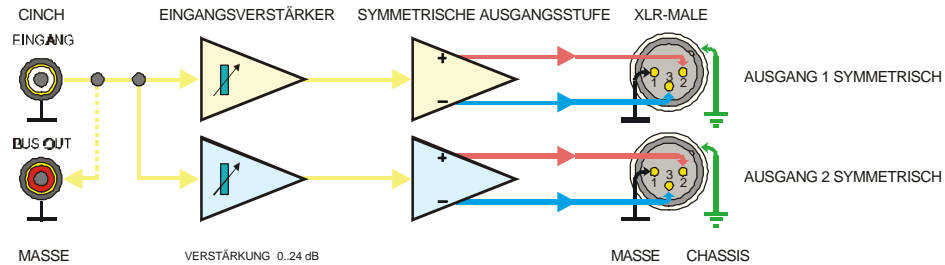 CINCH EINGANGSVERSTÄRKER SYMMETRISCHE AUSGANGSSTUFE XLR-MALE
EINGANG
+
−
1 3 2
AUSGANG 1 SYMMETRISCH
BUS OUT
+
−
1 3 2
AUSGANG 2 SYMMETRISCH
MASSE VERSTÄRKUNG 0..24 dB MASSE CHASSIS